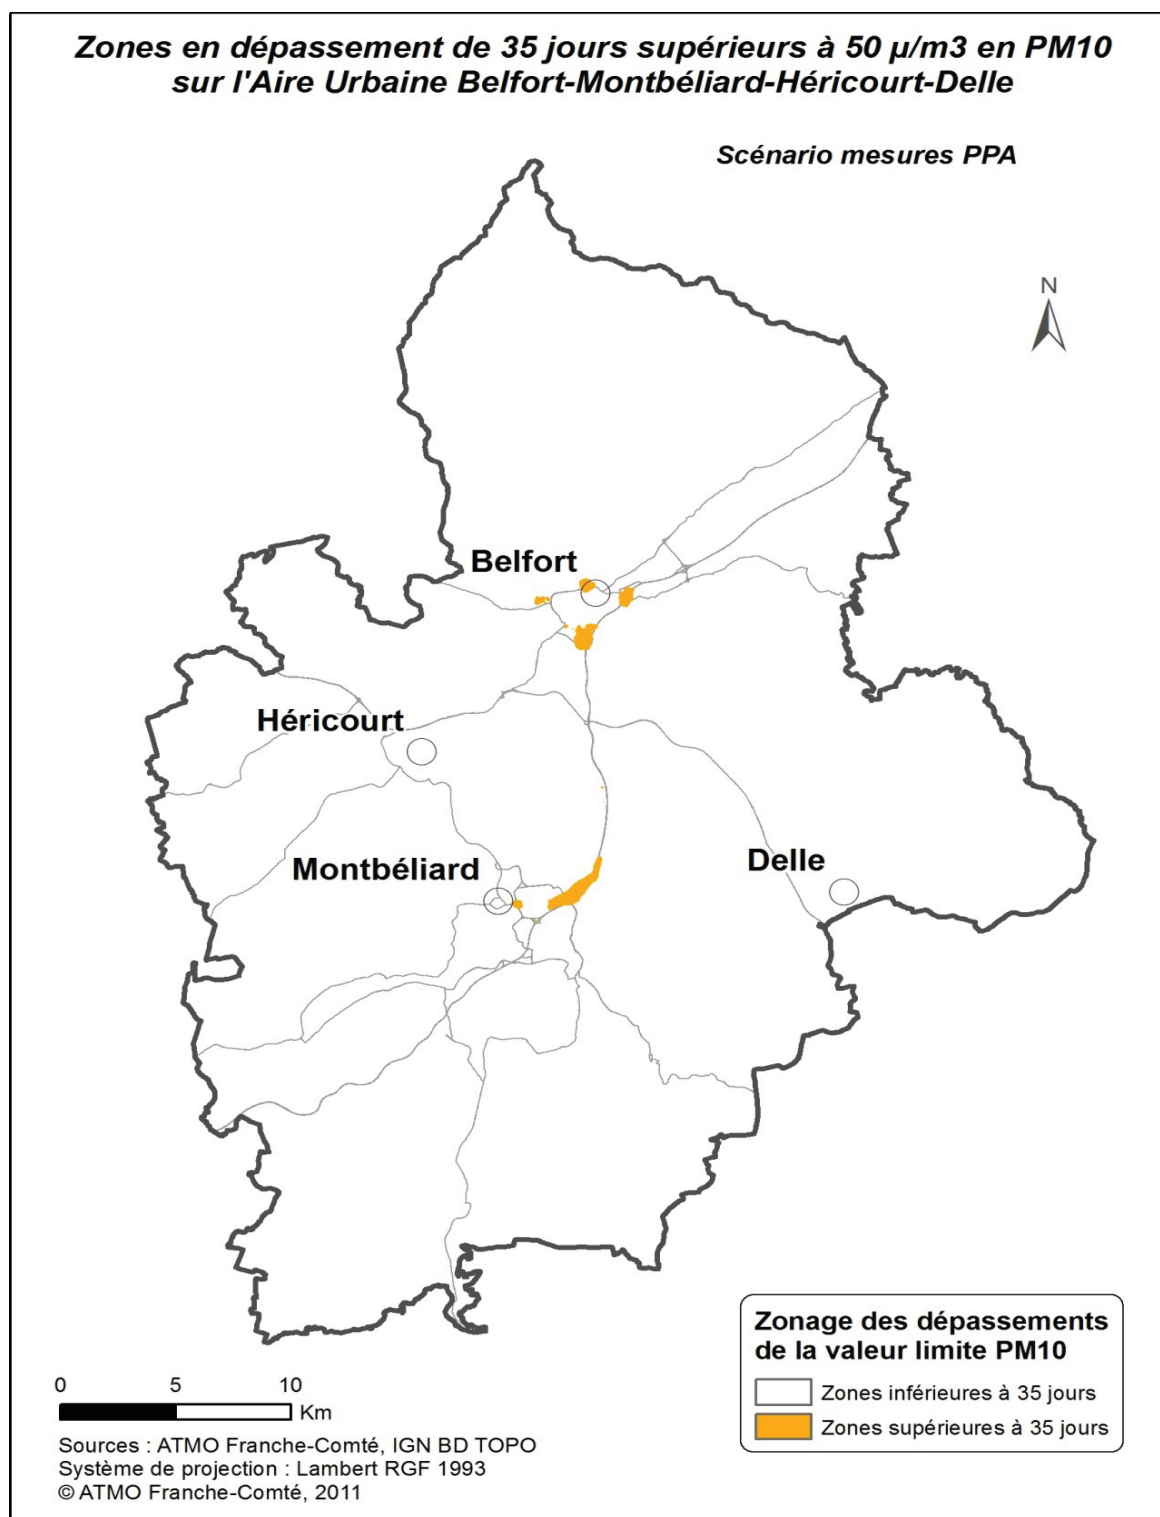 Zones en dépassement de 35 jours supérieurs à 50 µ/m3 en PM10
sur l'Aire Urbaine Belfort-Montbéliard-Héricourt-Delle
Scénario mesures PPA
N
Belfort
Héricourt
Montbéliard
Delle
Zonage des dépassements
de la valeur limite PM10
Zones inférieures à 35 jours
Zones supérieures à 35 jours
0 5 10
Km
Sources : ATMO Franche-Comté, IGN BD TOPO
Système de projection : Lambert RGF 1993
© ATMO Franche-Comté, 2011